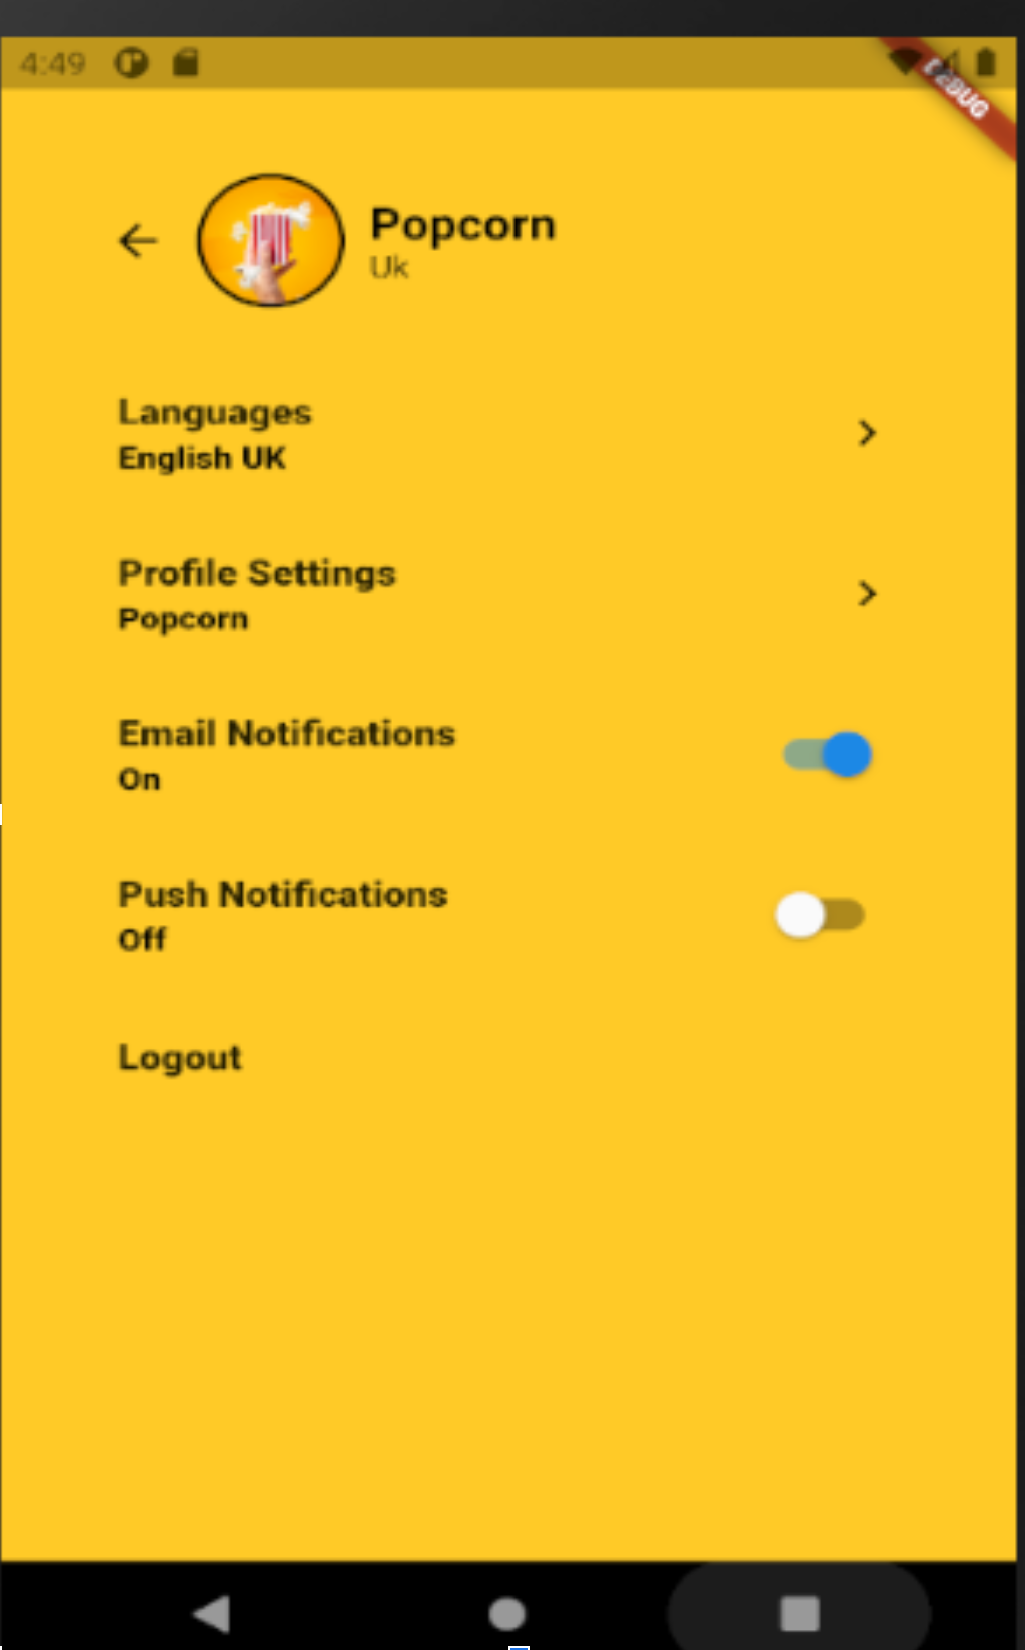 4:49
DEBUG
Popcorn
Uk
Languages
English UK
Profile Settings
Popcorn
Email Notifications
On
Push Notifications
Off
Logout